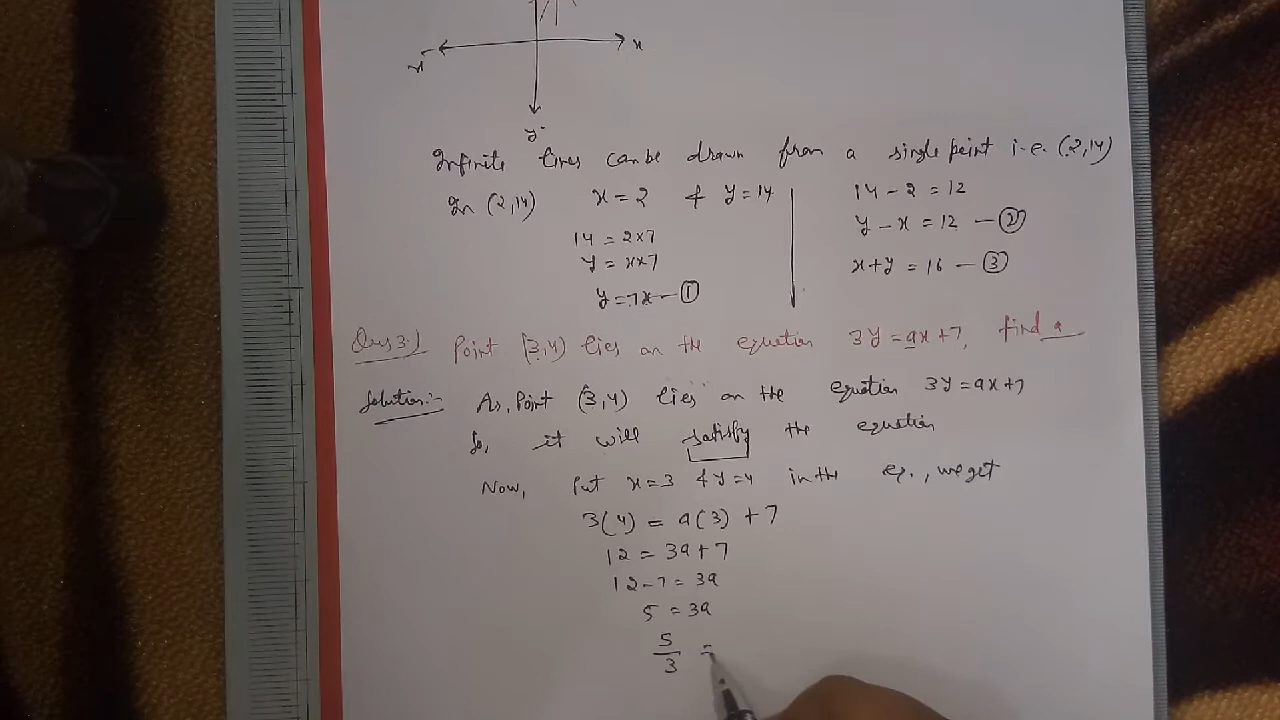 x' x
y'
Infinite lines can be drawn from a single point i.e. (2,14)
In (2,14) x = 2 & y = 14
14 = 2×7
y = x×7
y = 7x — ①
14 - 2 = 12
y - x = 12 — ②
x + y = 16 — ③
Ques 3.) Point (3,4) lies on the equation 3y = ax + 7, find a
Solution:- As, Point (3,4) lies on the equation 3y = ax + 7
So, it will satisfy the equation
Now, Put x = 3 & y = 4 in the eq., we get
3(4) = a(3) + 7
12 = 3a + 7
12 - 7 = 3a
5 = 3a
5/3 =